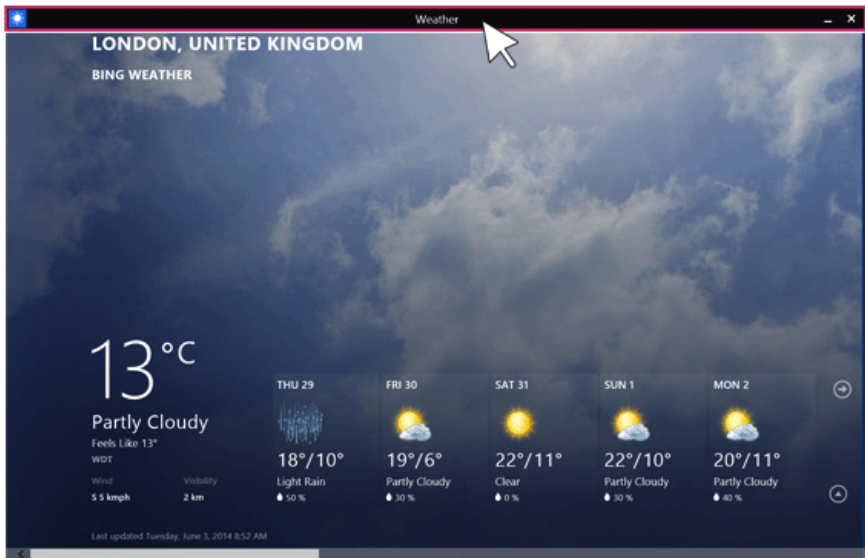 Weather
LONDON, UNITED KINGDOM
BING WEATHER
13°C
Partly Cloudy
Feels Like 13°
WDT
Wind
Visibility
S 5 kmph
2 km
THU 29
18°/10°
Light Rain
50 %
FRI 30
19°/6°
Partly Cloudy
30 %
SAT 31
22°/11°
Clear
0 %
SUN 1
22°/10°
Partly Cloudy
30 %
MON 2
20°/11°
Partly Cloudy
40 %
Last updated Tuesday, June 3, 2014 8:52 AM